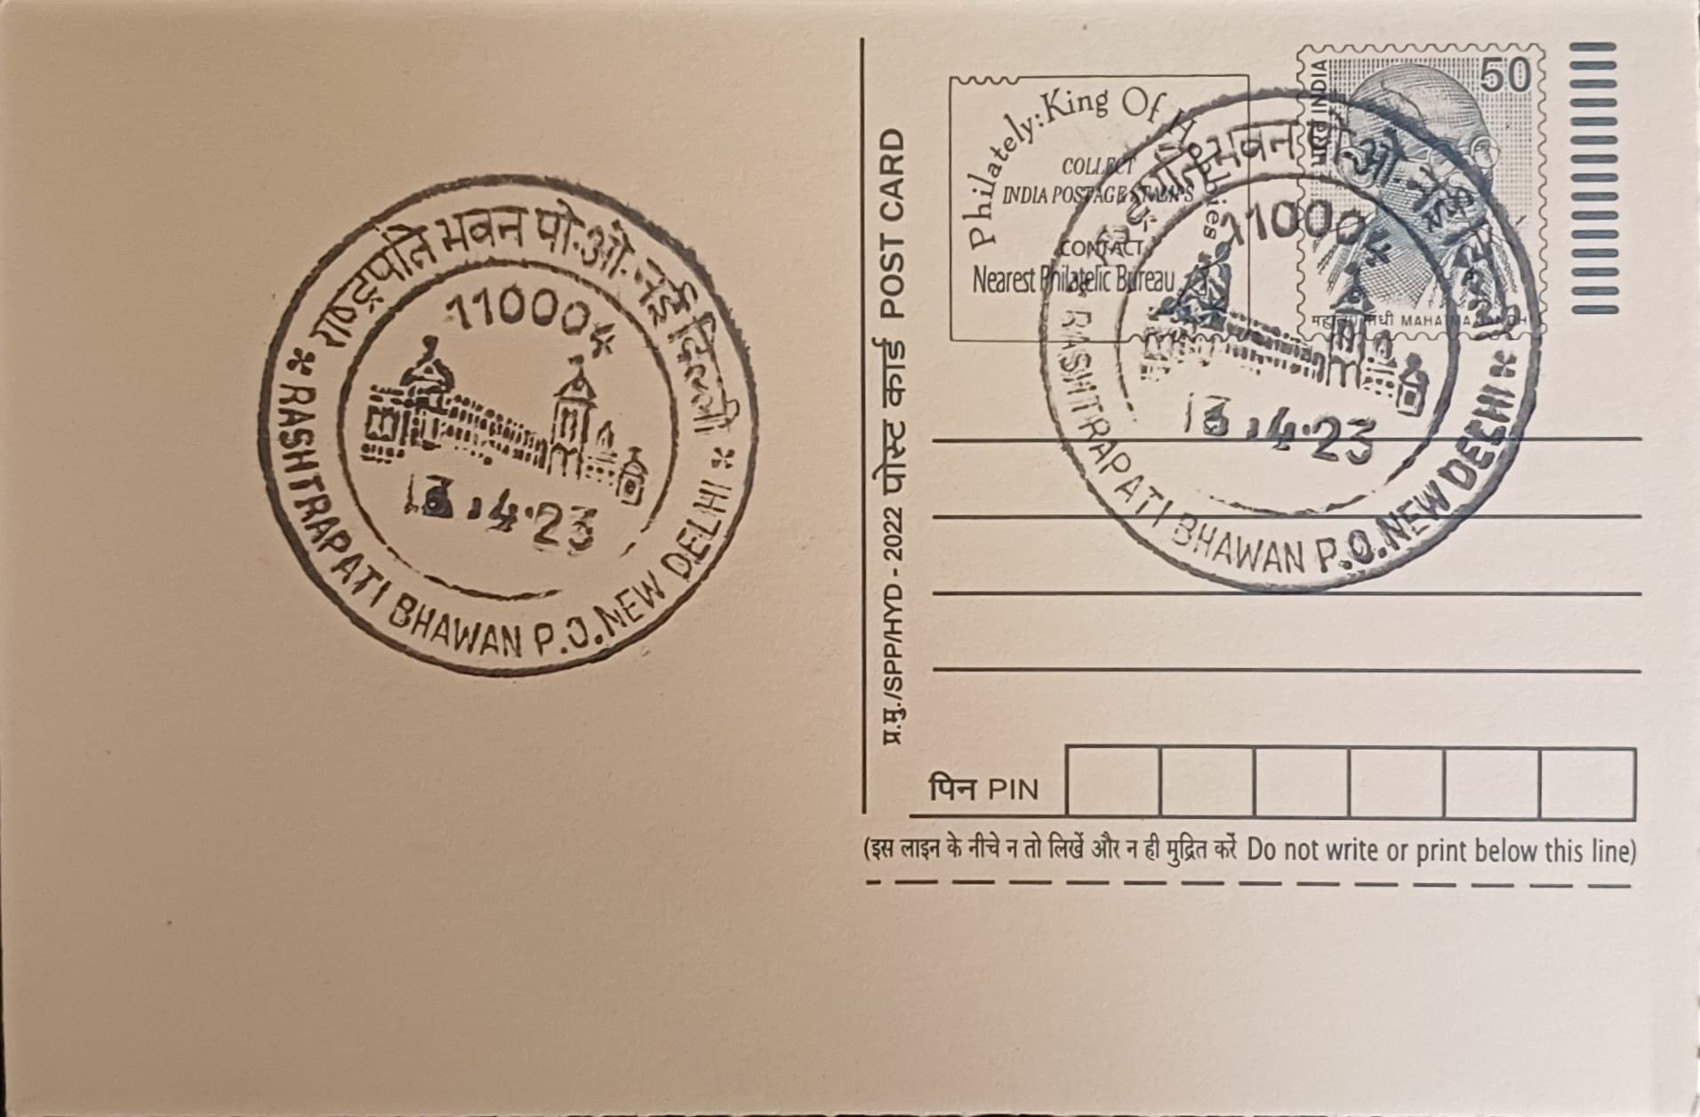 राष्ट्रपति भवन पो.ओ. नई दिल्ली
110004
13.4.23
* RASHTRAPATI BHAWAN P.O. NEW DELHI *
प्र.मु./SPP/HYD - 2022 पोस्ट कार्ड POST CARD
Philately: King Of Hobbies
COLLECT
INDIA POSTAGE STAMPS
CONTACT
Nearest Philatelic Bureau
50
भारत INDIA
महात्मा गांधी MAHATMA GANDHI
राष्ट्रपति भवन पो.ओ. नई दिल्ली
110004
13.4.23
* RASHTRAPATI BHAWAN P.O. NEW DELHI *
पिन PIN
(इस लाइन के नीचे न तो लिखें और न ही मुद्रित करें Do not write or print below this line)